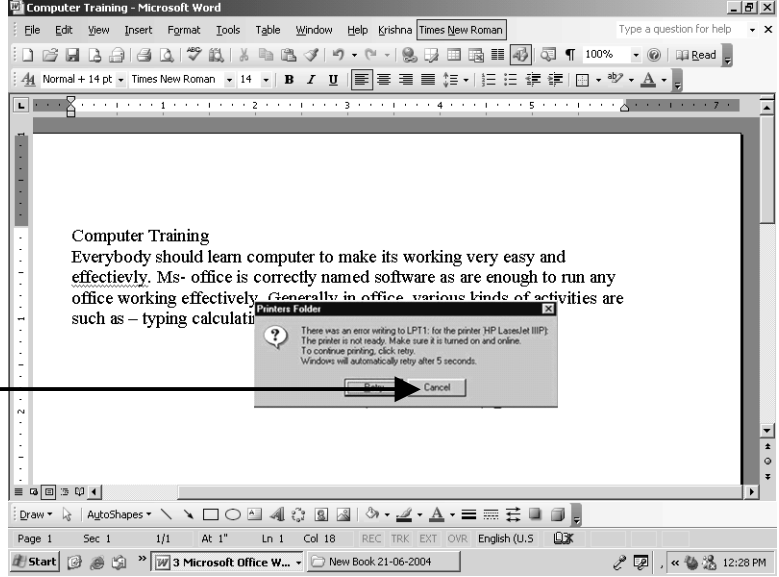 Computer Training - Microsoft Word
File Edit View Insert Format Tools Table Window Help Krishna Times New Roman Type a question for help
100% Read
Normal + 14 pt Times New Roman 14 B I U
1 2 3 4 5 7
Computer Training
Everybody should learn computer to make its working very easy and
effectievly. Ms- office is correctly named software as are enough to run any
office working effectively. Generally in office, various kinds of activities are
such as – typing calculati
Printers Folder
There was an error writing to LPT1: for the printer (HP LaserJet IIIP):
The printer is not ready. Make sure it is turned on and online.
To continue printing, click retry.
Windows will automatically retry after 5 seconds.
Retry Cancel
Draw AutoShapes
Page 1 Sec 1 1/1 At 1" Ln 1 Col 18 REC TRK EXT OVR English (U.S
Start » 3 Microsoft Office W... New Book 21-06-2004 « 12:28 PM